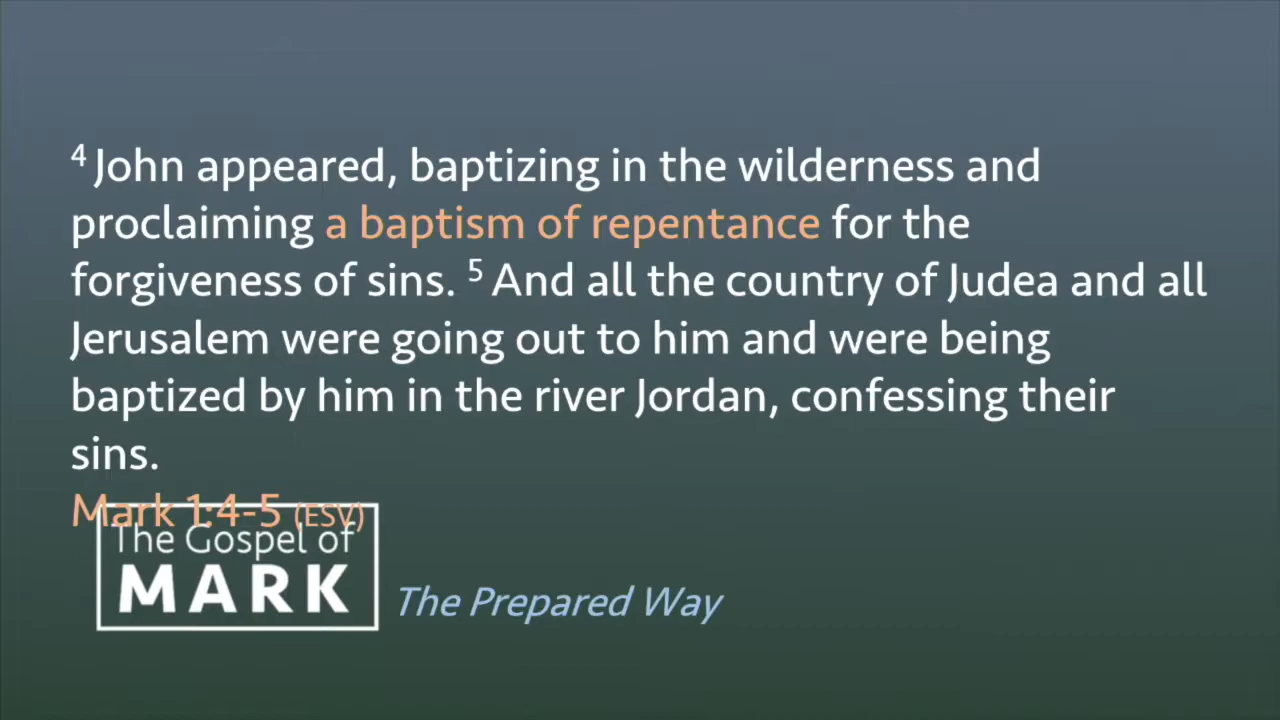 ⁴ John appeared, baptizing in the wilderness and
proclaiming a baptism of repentance for the
forgiveness of sins. ⁵ And all the country of Judea and all
Jerusalem were going out to him and were being
baptized by him in the river Jordan, confessing their
sins.
Mark 1:4-5 (ESV)
The Gospel of
MARK
The Prepared Way